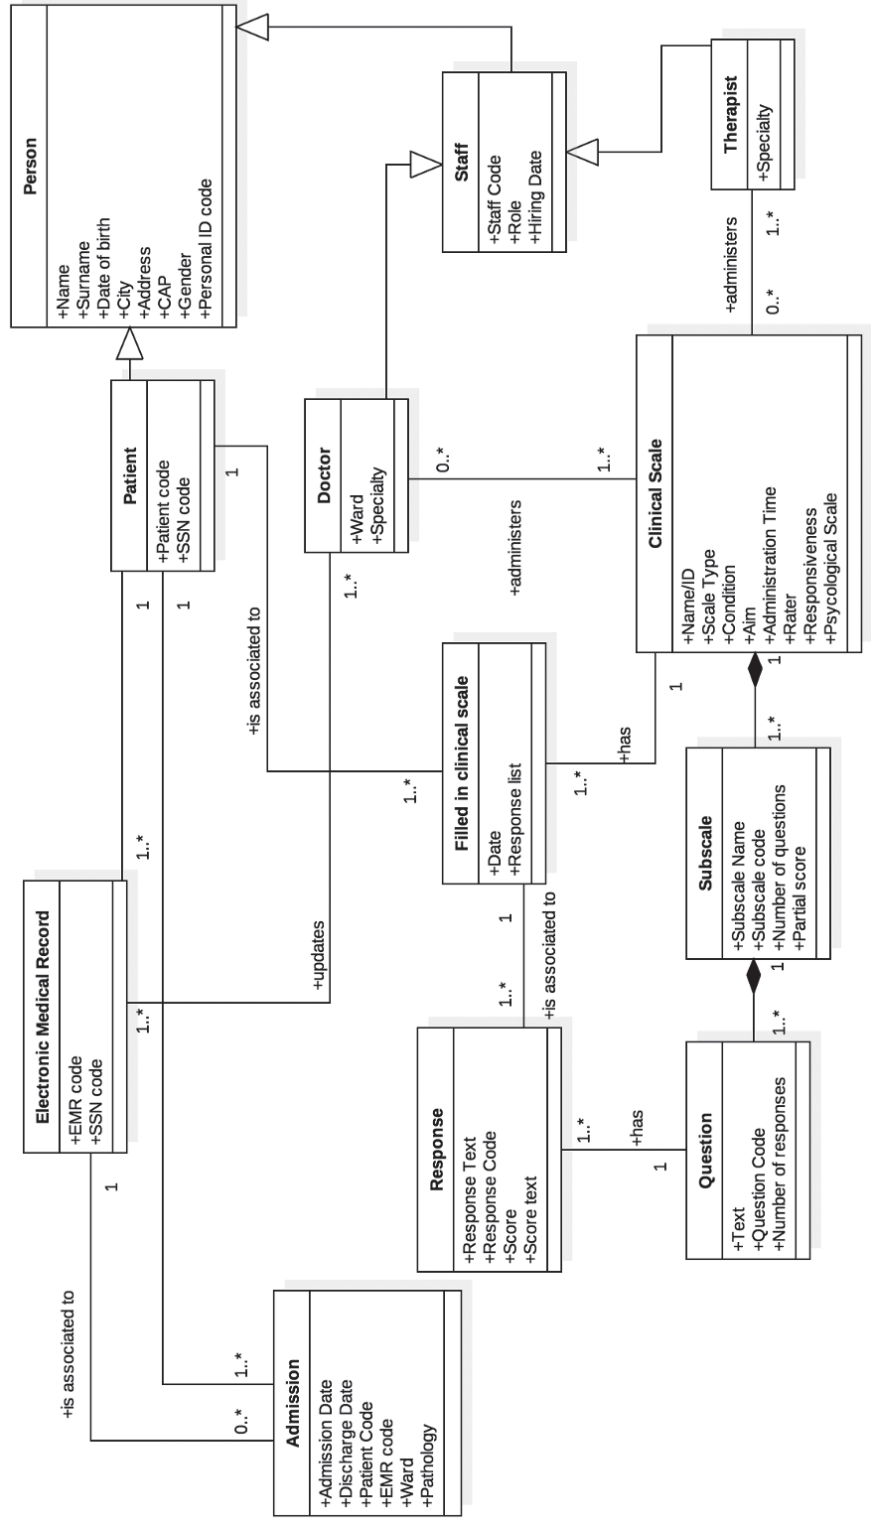 Person
+Name
+Surname
+Date of birth
+City
+Address
+CAP
+Gender
+Personal ID code
Patient
+Patient code
+SSN code
Staff
+Staff Code
+Role
+Hiring Date
Therapist
+Specialty
Doctor
+Ward
+Specialty
Electronic Medical Record
+EMR code
+SSN code
Admission
+Admission Date
+Discharge Date
+Patient Code
+EMR code
+Ward
+Pathology
Filled in clinical scale
+Date
+Response list
Response
+Response Text
+Response Code
+Score
+Score text
Clinical Scale
+Name/ID
+Scale Type
+Condition
+Aim
+Administration Time
+Rater
+Responsiveness
+Psycological Scale
Subscale
+Subscale Name
+Subscale code
+Number of questions
+Partial score
Question
+Text
+Question Code
+Number of responses
+is associated to
1
0..*
1
1..*
1
1..*
+is associated to
1
1..*
+updates
1..*
1..*
+administers
0..*
1..*
+administers
1..*
0..*
+has
1..*
1
+is associated to
1
1..*
+has
1..*
1
1
1..*
1
1..*